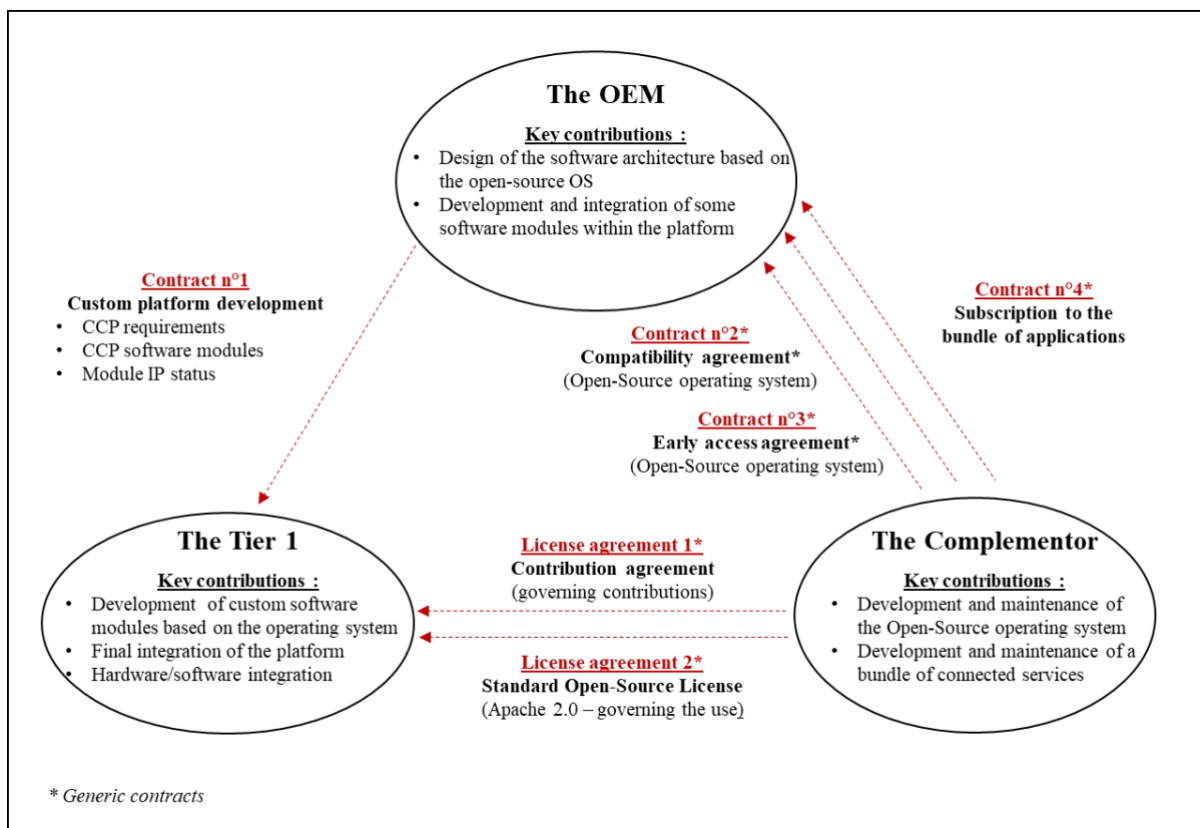 The OEM
Key contributions :
• Design of the software architecture based on
the open-source OS
• Development and integration of some
software modules within the platform
Contract n°1
Custom platform development
• CCP requirements
• CCP software modules
• Module IP status
Contract n°4*
Subscription to the
bundle of applications
Contract n°2*
Compatibility agreement*
(Open-Source operating system)
Contract n°3*
Early access agreement*
(Open-Source operating system)
The Tier 1
Key contributions :
• Development of custom software
modules based on the operating system
• Final integration of the platform
• Hardware/software integration
License agreement 1*
Contribution agreement
(governing contributions)
License agreement 2*
Standard Open-Source License
(Apache 2.0 – governing the use)
The Complementor
Key contributions :
• Development and maintenance of
the Open-Source operating system
• Development and maintenance of a
bundle of connected services
* Generic contracts